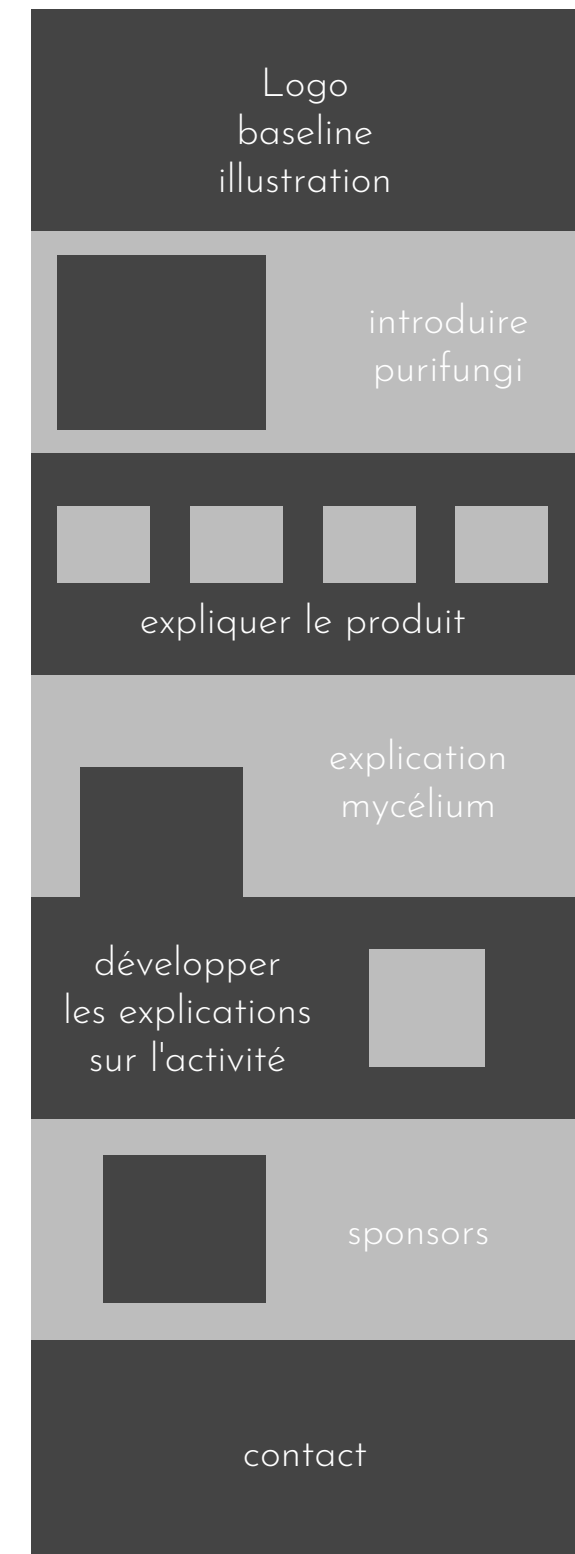 Logo
baseline
illustration
introduire
purifungi
expliquer le produit
explication
mycélium
développer
les explications
sur l'activité
sponsors
contact